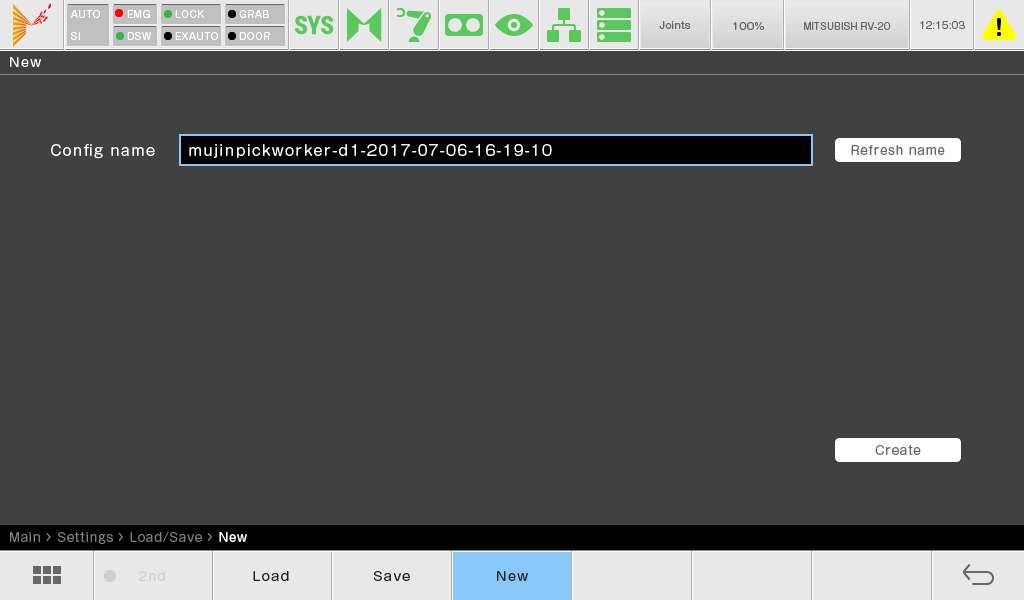 AUTO EMG LOCK GRAB
SI DSW EXAUTO DOOR
SYS
Joints
100%
MITSUBISH RV-20
12:15:03
New
Config name mujinpickworker-d1-2017-07-06-16-19-10 Refresh name
Create
Main > Settings > Load/Save > New
2nd Load Save New